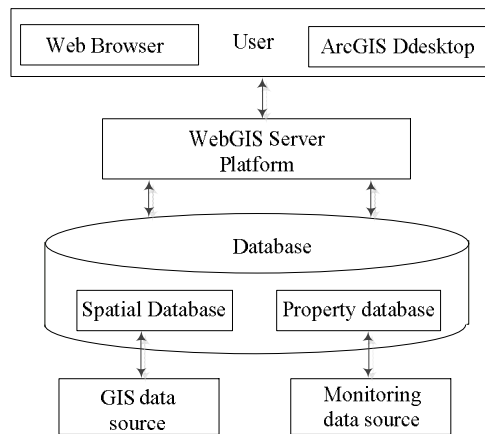 Web Browser
User
ArcGIS Ddesktop
WebGIS Server
Platform
Database
Spatial Database
Property database
GIS data
source
Monitoring
data source